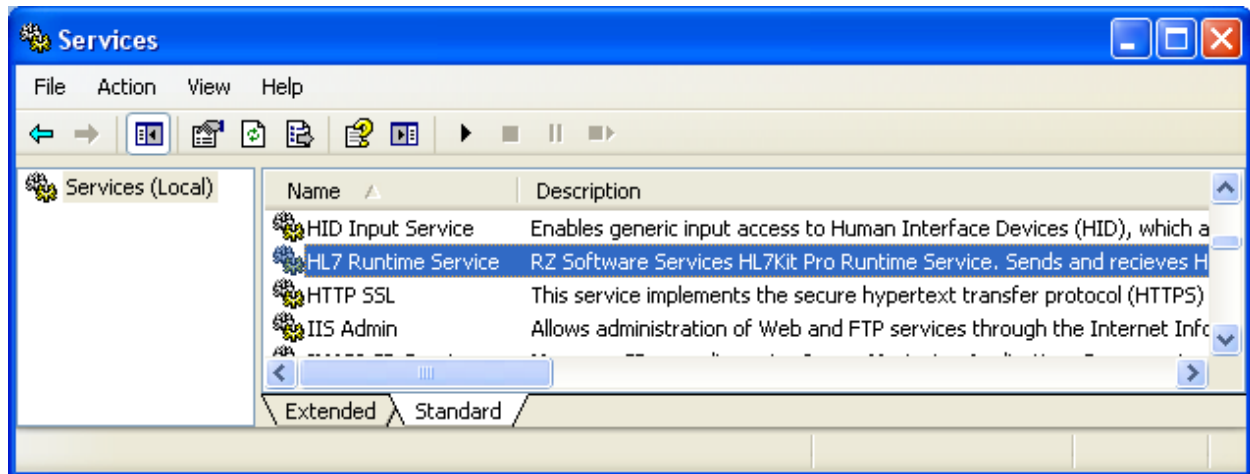 Services
File Action View Help
Services (Local)
Name Description
HID Input Service Enables generic input access to Human Interface Devices (HID), which a
HL7 Runtime Service RZ Software Services HL7Kit Pro Runtime Service. Sends and recieves H
HTTP SSL This service implements the secure hypertext transfer protocol (HTTPS)
IIS Admin Allows administration of Web and FTP services through the Internet Info
Extended Standard